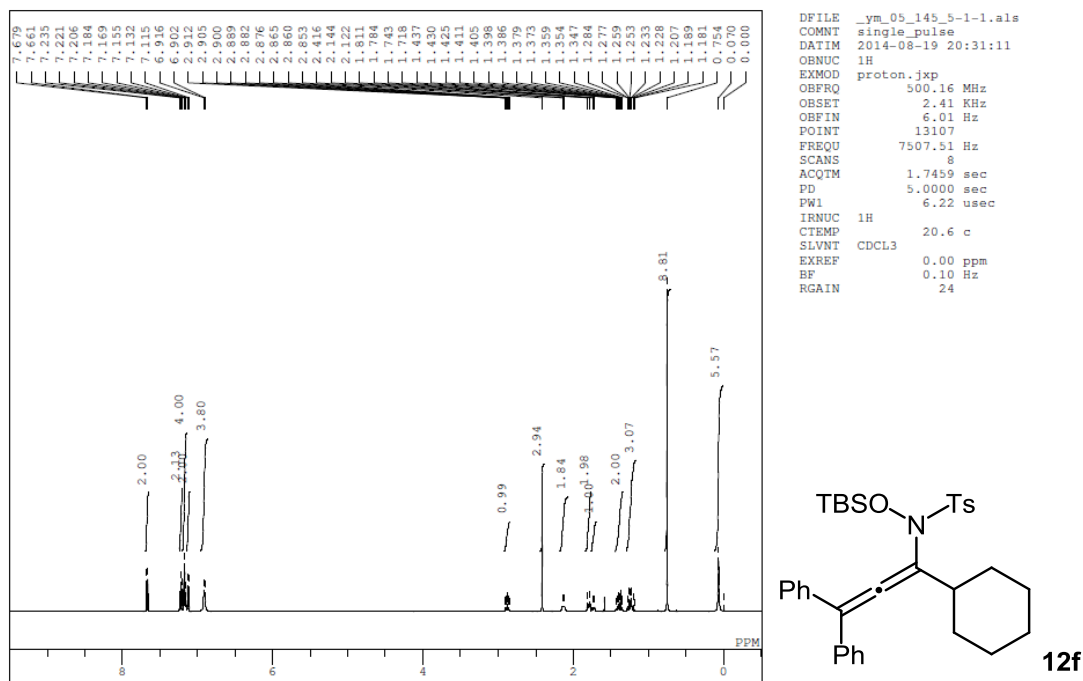 7.679 7.661 7.235 7.221 7.206 7.184 7.169 7.155 7.132 7.115 6.916 6.902 2.912 2.905 2.900 2.889 2.882 2.876 2.865 2.860 2.853 2.416 2.144 2.122 1.811 1.784 1.743 1.718 1.437 1.430 1.425 1.411 1.405 1.398 1.386 1.379 1.373 1.359 1.354 1.347 1.284 1.277 1.259 1.253 1.233 1.228 1.207 1.189 1.181 0.754 0.070 0.000
DFILE _ym_05_145_5-1-1.als
COMNT single_pulse
DATIM 2014-08-19 20:31:11
OBNUC 1H
EXMOD proton.jxp
OBFRQ 500.16 MHz
OBSET 2.41 KHz
OBFIN 6.01 Hz
POINT 13107
FREQU 7507.51 Hz
SCANS 8
ACQTM 1.7459 sec
PD 5.0000 sec
PW1 6.22 usec
IRNUC 1H
CTEMP 20.6 c
SLVNT CDCL3
EXREF 0.00 ppm
BF 0.10 Hz
RGAIN 24
2.00 2.13 4.00 3.80 0.99 2.94 1.84 1.98 1.00 2.00 3.07 8.81 5.57
PPM
8 6 4 2 0
TBSO Ts
N
Ph
Ph
12f